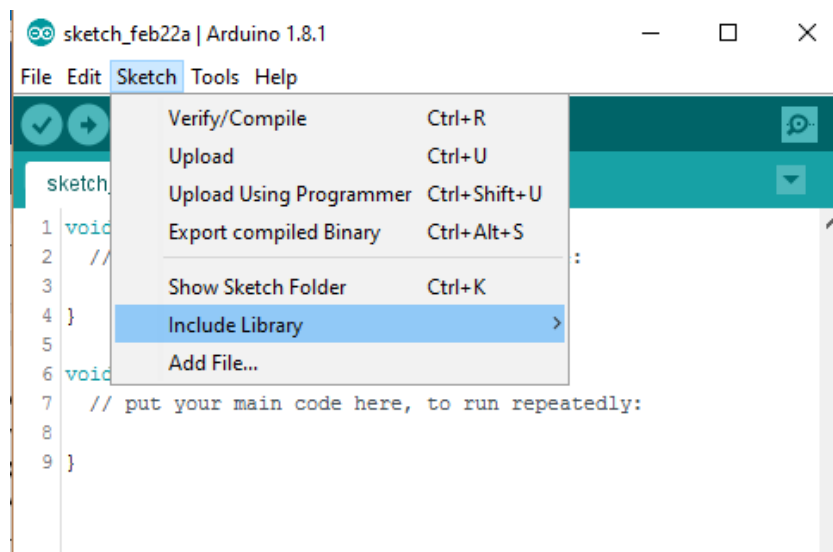 sketch_feb22a | Arduino 1.8.1
File Edit Sketch Tools Help
Verify/Compile Ctrl+R
Upload Ctrl+U
sketch_
Upload Using Programmer Ctrl+Shift+U
1 void
Export compiled Binary Ctrl+Alt+S
2 // :
3
Show Sketch Folder Ctrl+K
4 }
Include Library >
5
Add File...
6 void
7 // put your main code here, to run repeatedly:
8
9 }